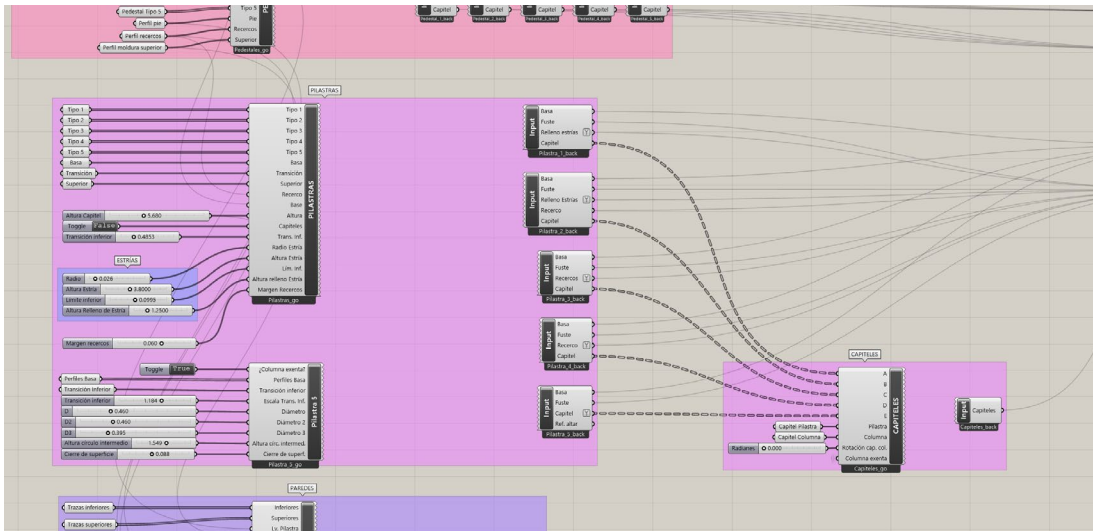 Pedestal Tipo 5
Perfil pie
Perfil recercos
Perfil moldura superior
Tipo 5
Pie
Recercos
Superior
Pedestales_go
Capitel
Capitel
Capitel
Capitel
Capitel
Pedestal_1_back
Pedestal_2_back
Pedestal_3_back
Pedestal_4_back
Pedestal_5_back
PILASTRAS
Tipo 1
Tipo 2
Tipo 3
Tipo 4
Tipo 5
Basa
Transición
Superior
Altura Capitel 5.680
Toggle False
Transición inferior 0.4853
ESTRÍAS
Radio 0.026
Altura Estría 3.8000
Límite inferior 0.0995
Altura Relleno de Estría 1.2500
Margen recercos 0.060
Tipo 1
Tipo 2
Tipo 3
Tipo 4
Tipo 5
Basa
Transición
Superior
Recerco
Base
Altura
Capiteles
Trans. Inf.
Radio Estría
Altura Estría
Lím. Inf.
Altura relleno Estría
Margen Recercos
PILASTRAS
Pilastras_go
Toggle True
Perfiles Basa
Transición inferior
Transición inferior 1.184
D 0.460
D2 0.460
D3 0.395
Altura círculo intermedio 1.549
Cierre de superficie 0.088
¿Columna exenta?
Perfiles Basa
Transición inferior
Escala Trans. Inf.
Diámetro
Diámetro 2
Diámetro 3
Altura círc. intermed.
Cierre de superf.
Pilastra 5
Pilastra_5_go
Input
Basa
Fuste
Relleno estrías
Capitel
Pilastra_1_back
Input
Basa
Fuste
Relleno Estrías
Recerco
Capitel
Pilastra_2_back
Input
Basa
Fuste
Recercos
Capitel
Pilastra_3_back
Input
Basa
Fuste
Recerco
Capitel
Pilastra_4_back
Input
Basa
Fuste
Capitel
Ref. altar
Pilastra_5_back
CAPITELES
Capitel Pilastra
Capitel Columna
Radianes 0.000
A
B
C
D
E
Pilastra
Columna
Rotación cap. col.
Columna exenta
CAPITELES
Capiteles_go
Input
Capiteles
Capiteles_back
PAREDES
Trazas inferiores
Trazas superiores
Inferiores
Superiores
Lv. Pilastra